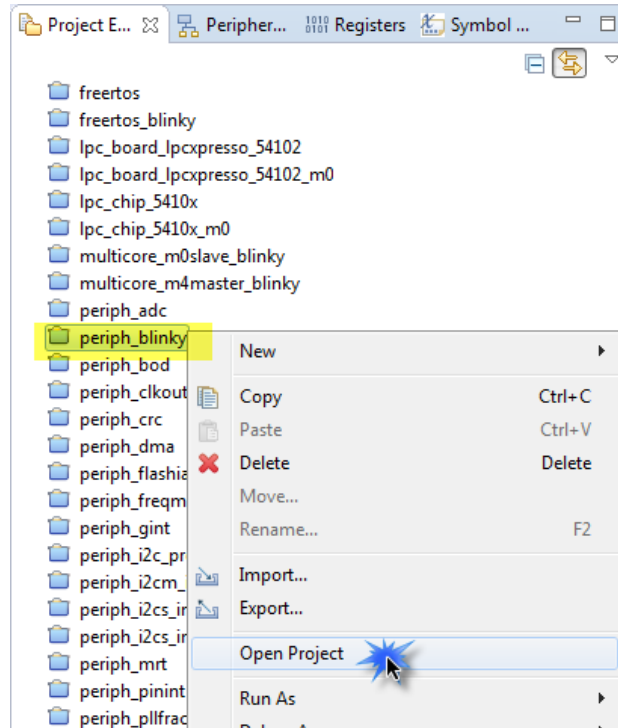 Project E... Peripher... 1010 0101 Registers Symbol ...
freertos
freertos_blinky
lpc_board_lpcxpresso_54102
lpc_board_lpcxpresso_54102_m0
lpc_chip_5410x
lpc_chip_5410x_m0
multicore_m0slave_blinky
multicore_m4master_blinky
periph_adc
periph_blinky
periph_bod
periph_clkout
periph_crc
periph_dma
periph_flashia
periph_freqm
periph_gint
periph_i2c_pr
periph_i2cm_
periph_i2cs_ir
periph_i2cs_ir
periph_mrt
periph_pinint
periph_pllfrac
New
Copy Ctrl+C
Paste Ctrl+V
Delete Delete
Move...
Rename... F2
Import...
Export...
Open Project
Run As